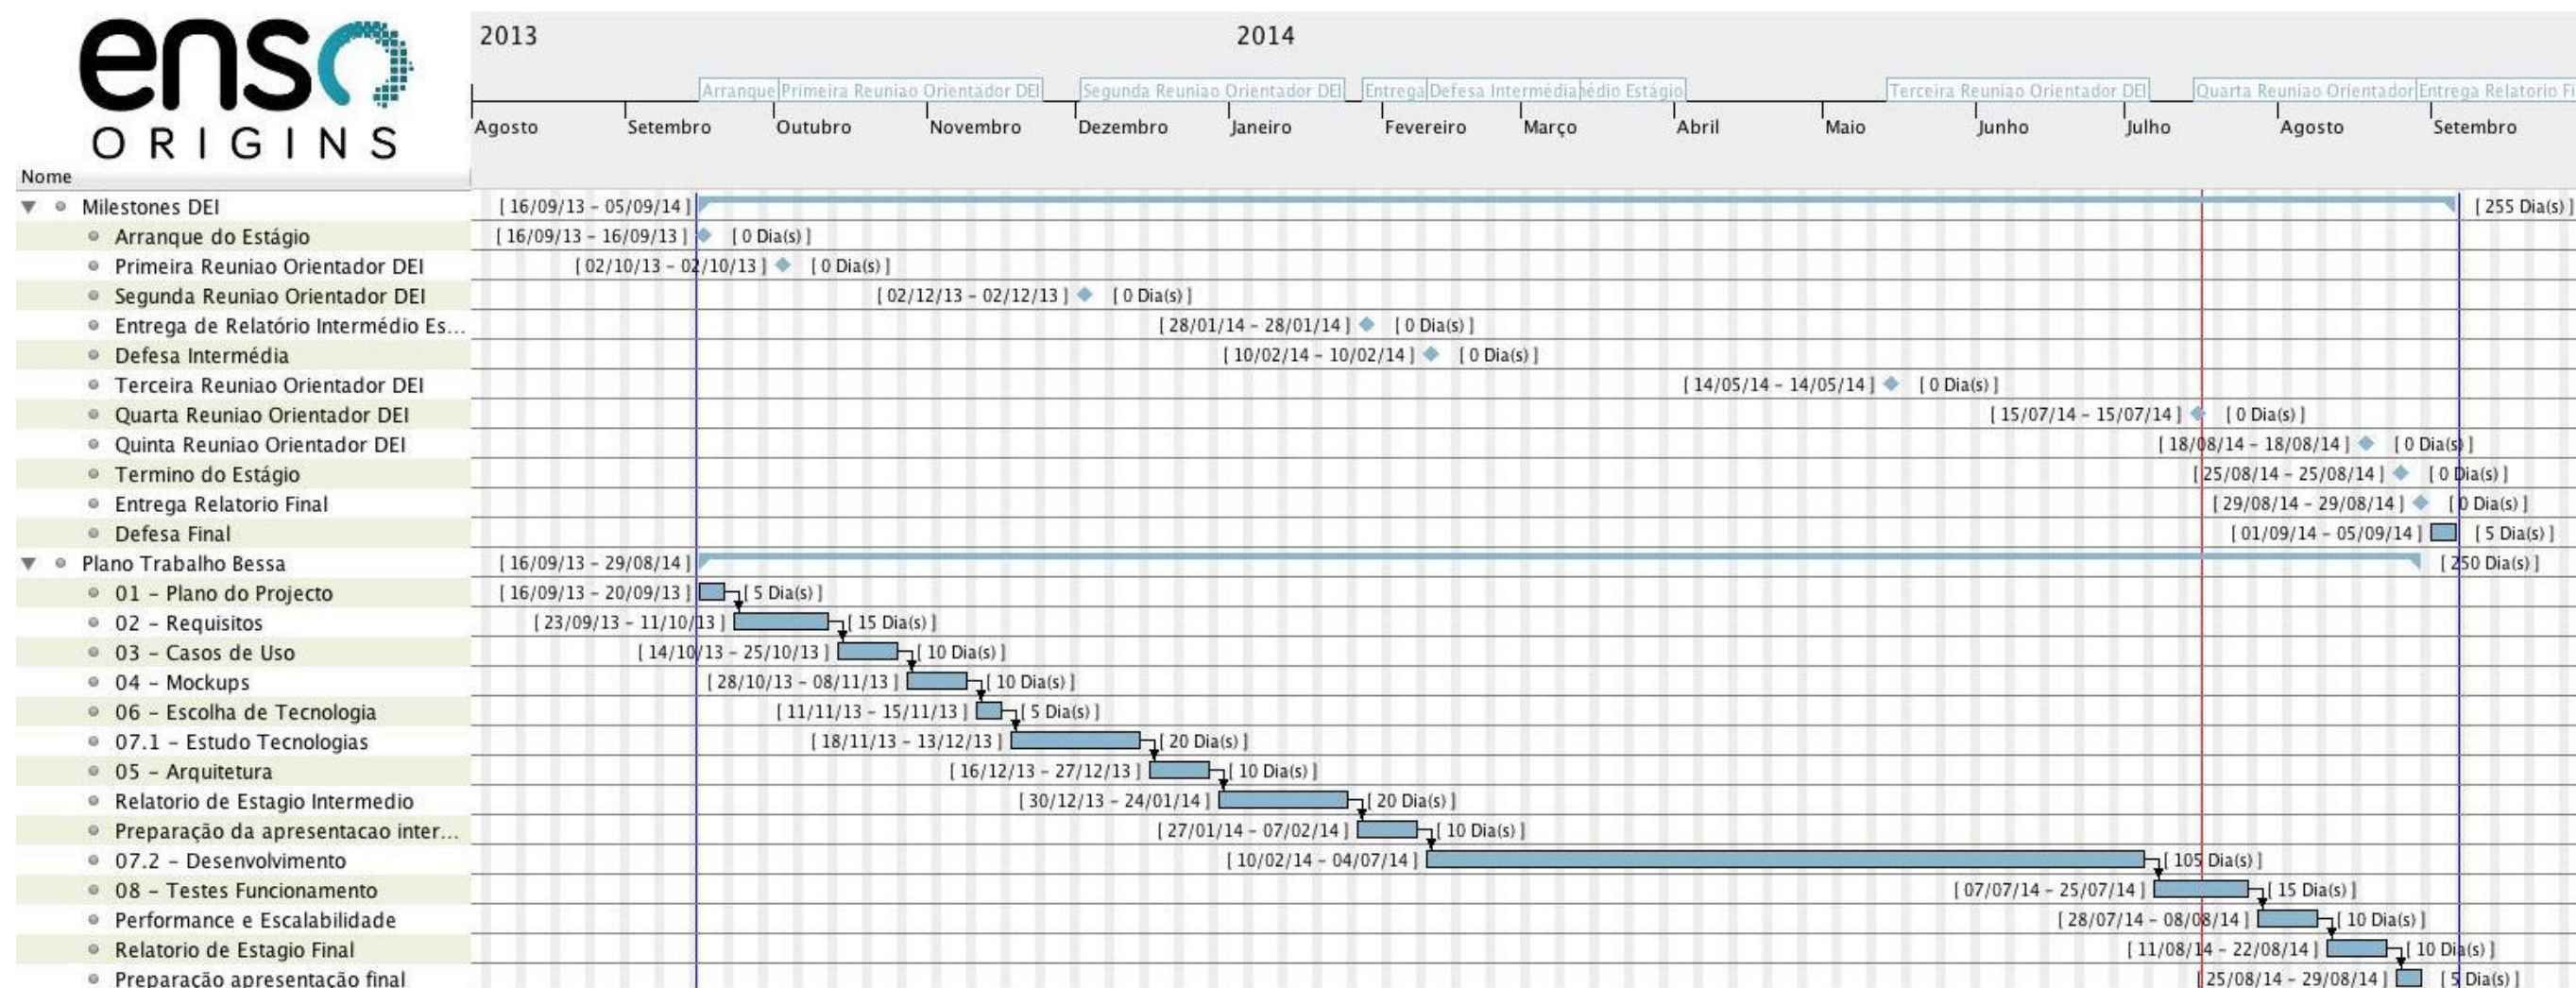 enso
ORIGINS
2013 2014
Arranque Primeira Reuniao Orientador DEI Segunda Reuniao Orientador DEI Entrega Defesa Intermédia édio Estágio Terceira Reuniao Orientador DEI Quarta Reuniao Orientador Entrega Relatorio Fi
Agosto Setembro Outubro Novembro Dezembro Janeiro Fevereiro Março Abril Maio Junho Julho Agosto Setembro
Nome
Milestones DEI [ 16/09/13 - 05/09/14 ] [ 255 Dia(s) ]
Arranque do Estágio [ 16/09/13 - 16/09/13 ] [ 0 Dia(s) ]
Primeira Reuniao Orientador DEI [ 02/10/13 - 02/10/13 ] [ 0 Dia(s) ]
Segunda Reuniao Orientador DEI [ 02/12/13 - 02/12/13 ] [ 0 Dia(s) ]
Entrega de Relatório Intermédio Es... [ 28/01/14 - 28/01/14 ] [ 0 Dia(s) ]
Defesa Intermédia [ 10/02/14 - 10/02/14 ] [ 0 Dia(s) ]
Terceira Reuniao Orientador DEI [ 14/05/14 - 14/05/14 ] [ 0 Dia(s) ]
Quarta Reuniao Orientador DEI [ 15/07/14 - 15/07/14 ] [ 0 Dia(s) ]
Quinta Reuniao Orientador DEI [ 18/08/14 - 18/08/14 ] [ 0 Dia(s) ]
Termino do Estágio [ 25/08/14 - 25/08/14 ] [ 0 Dia(s) ]
Entrega Relatorio Final [ 29/08/14 - 29/08/14 ] [ 0 Dia(s) ]
Defesa Final [ 01/09/14 - 05/09/14 ] [ 5 Dia(s) ]
Plano Trabalho Bessa [ 16/09/13 - 29/08/14 ] [ 250 Dia(s) ]
01 - Plano do Projecto [ 16/09/13 - 20/09/13 ] [ 5 Dia(s) ]
02 - Requisitos [ 23/09/13 - 11/10/13 ] [ 15 Dia(s) ]
03 - Casos de Uso [ 14/10/13 - 25/10/13 ] [ 10 Dia(s) ]
04 - Mockups [ 28/10/13 - 08/11/13 ] [ 10 Dia(s) ]
06 - Escolha de Tecnologia [ 11/11/13 - 15/11/13 ] [ 5 Dia(s) ]
07.1 - Estudo Tecnologias [ 18/11/13 - 13/12/13 ] [ 20 Dia(s) ]
05 - Arquitetura [ 16/12/13 - 27/12/13 ] [ 10 Dia(s) ]
Relatorio de Estagio Intermedio [ 30/12/13 - 24/01/14 ] [ 20 Dia(s) ]
Preparação da apresentacao inter... [ 27/01/14 - 07/02/14 ] [ 10 Dia(s) ]
07.2 - Desenvolvimento [ 10/02/14 - 04/07/14 ] [ 105 Dia(s) ]
08 - Testes Funcionamento [ 07/07/14 - 25/07/14 ] [ 15 Dia(s) ]
Performance e Escalabilidade [ 28/07/14 - 08/08/14 ] [ 10 Dia(s) ]
Relatorio de Estagio Final [ 11/08/14 - 22/08/14 ] [ 10 Dia(s) ]
Preparação apresentação final [ 25/08/14 - 29/08/14 ] [ 5 Dia(s) ]